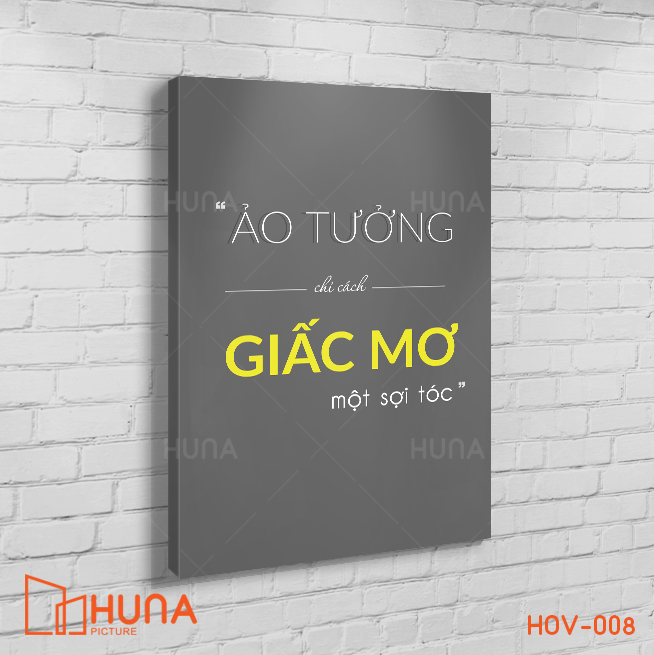 HUNA HUNA
“ ẢO TƯỞNG
chỉ cách
GIẤC MƠ
một sợi tóc ”
HUNA HUNA
HUNA
PICTURE
HOV-008